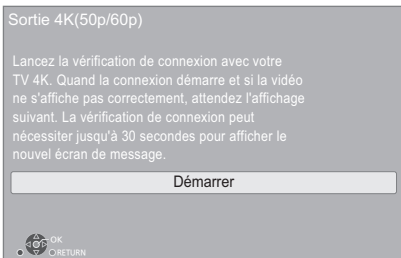 Sortie 4K(50p/60p)
Lancez la vérification de connexion avec votre
TV 4K. Quand la connexion démarre et si la vidéo
ne s'affiche pas correctement, attendez l'affichage
suivant. La vérification de connexion peut
nécessiter jusqu'à 30 secondes pour afficher le
nouvel écran de message.
Démarrer
OK
RETURN